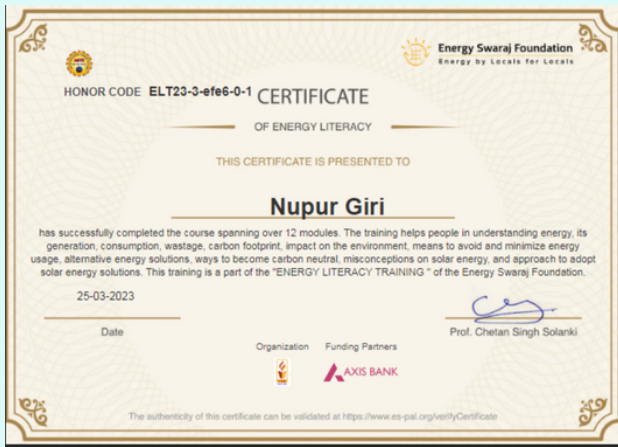 Energy Swaraj Foundation
Energy by Locals for Locals
HONOR CODE ELT23-3-efe6-0-1
CERTIFICATE
OF ENERGY LITERACY
THIS CERTIFICATE IS PRESENTED TO
Nupur Giri
has successfully completed the course spanning over 12 modules. The training helps people in understanding energy, its
generation, consumption, wastage, carbon footprint, impact on the environment, means to avoid and minimize energy
usage, alternative energy solutions, ways to become carbon neutral, misconceptions on solar energy, and approach to adopt
solar energy solutions. This training is a part of the "ENERGY LITERACY TRAINING " of the Energy Swaraj Foundation.
25-03-2023
Date
Prof. Chetan Singh Solanki
Organization Funding Partners
AXIS BANK
The authenticity of this certificate can be validated at https://www.es-pal.org/verifyCertificate